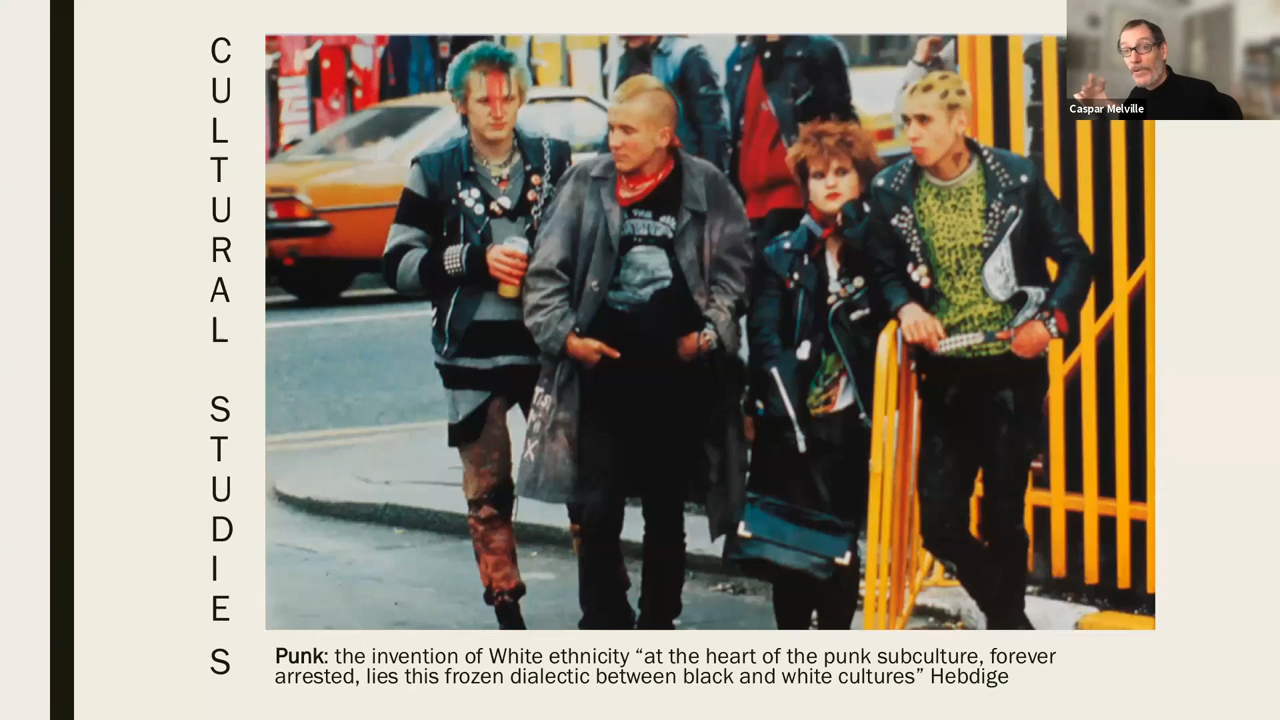 CULTURAL STUDIES
Caspar Melville
Punk: the invention of White ethnicity “at the heart of the punk subculture, forever
arrested, lies this frozen dialectic between black and white cultures” Hebdige